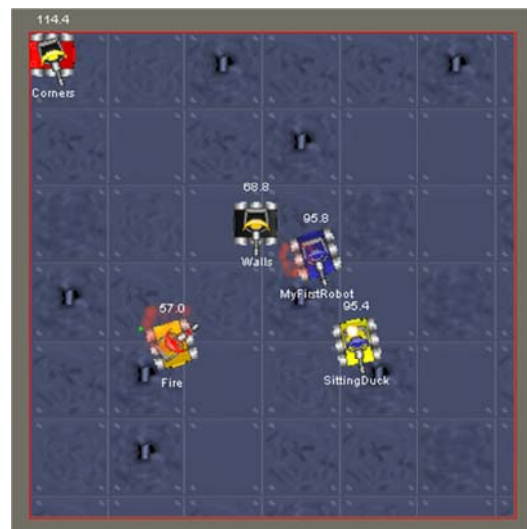 114.4
Corners
68.8
Walls
95.8
MyFirstRobot
57.0
Fire
95.4
SittingDuck